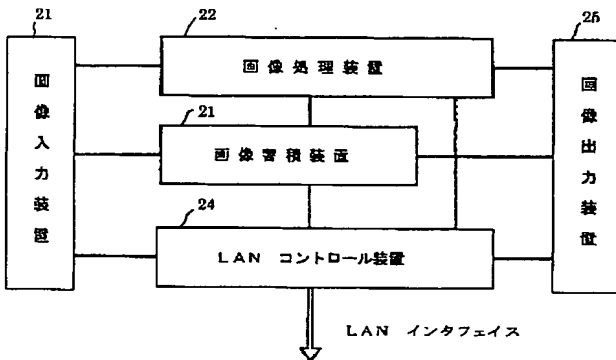 21
画像入力装置
22
画像処理装置
21
画像蓄積装置
24
LAN コントロール装置
25
画像出力装置
LAN インタフェイス